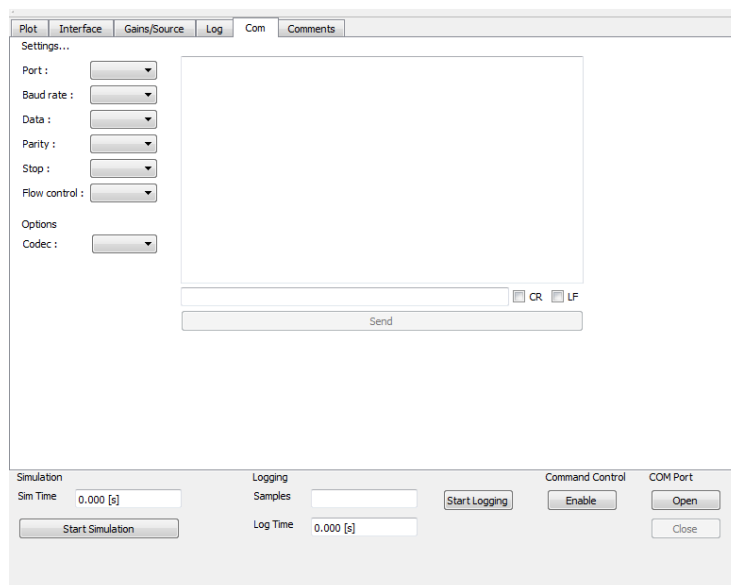 Plot Interface Gains/Source Log Com Comments
Settings...
Port :
Baud rate :
Data :
Parity :
Stop :
Flow control :
Options
Codec :
CR LF
Send
Simulation Logging Command Control COM Port
Sim Time 0.000 [s] Samples Start Logging Enable Open
Start Simulation Log Time 0.000 [s] Close